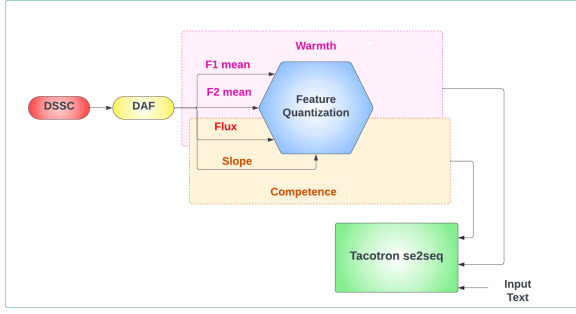 Warmth
F1 mean
F2 mean
DSSC
DAF
Feature
Quantization
Flux
Slope
Competence
Tacotron se2seq
Input
Text